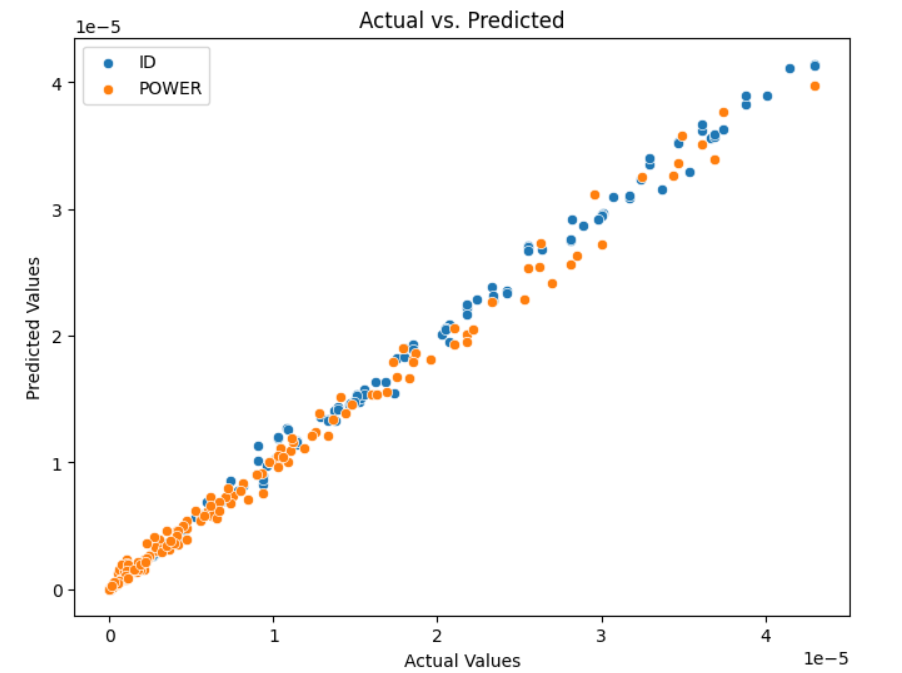 Actual vs. Predicted
1e−5
ID
POWER
4
3
2
1
0
Predicted Values
0 1 2 3 4
1e−5
Actual Values